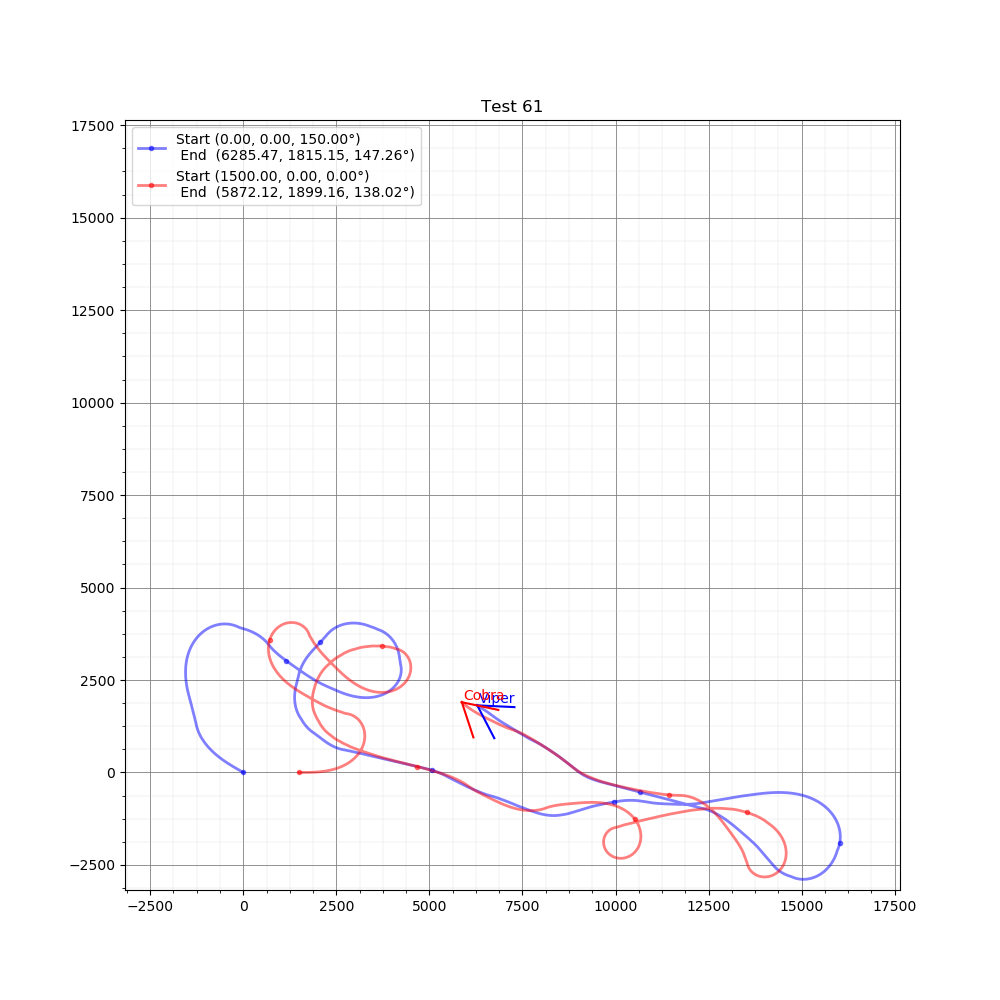 Test 61
17500
15000
12500
10000
7500
5000
2500
0
−2500
Start (0.00, 0.00, 150.00°)
End (6285.47, 1815.15, 147.26°)
Start (1500.00, 0.00, 0.00°)
End (5872.12, 1899.16, 138.02°)
Cobra
Viper
−2500 0 2500 5000 7500 10000 12500 15000 17500